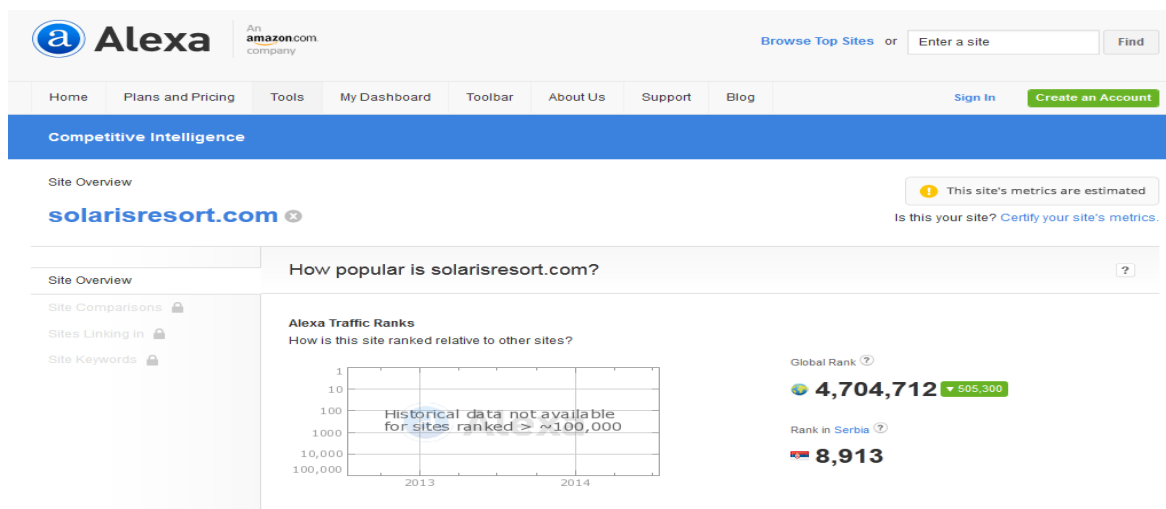 a Alexa
An
amazon.com.
company
Browse Top Sites or Enter a site Find
Home Plans and Pricing Tools My Dashboard Toolbar About Us Support Blog Sign In Create an Account
Competitive Intelligence
Site Overview
! This site's metrics are estimated
solarisresort.com x
Is this your site? Certify your site's metrics.
Site Overview
Site Comparisons
Sites Linking in
Site Keywords
How popular is solarisresort.com? ?
Alexa Traffic Ranks
How is this site ranked relative to other sites?
1
10
100
1000
10,000
100,000
Historical data not available
for sites ranked > ~100,000
Alexa
2013 2014
Global Rank ?
4,704,712 ▼ 505,300
Rank in Serbia ?
8,913